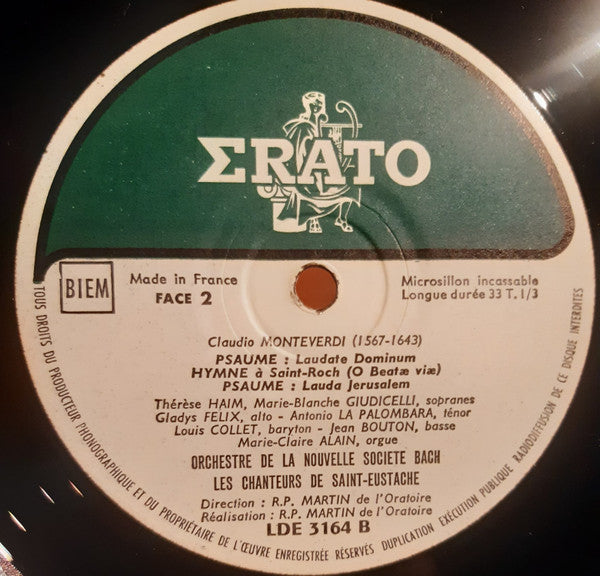 ΣRATO
BIEM
Made in France
FACE 2
Microsillon incassable
Longue durée 33 T.1/3
Claudio MONTEVERDI (1567-1643)
PSAUME : Laudate Dominum
HYMNE à Saint-Roch (O Beatæ viæ)
PSAUME : Lauda Jerusalem
Thérèse HAIM, Marie-Blanche GIUDICELLI, sopranes
Gladys FELIX, alto - Antonio LA PALOMBARA, ténor
Louis COLLET, baryton - Jean BOUTON, basse
Marie-Claire ALAIN, orgue
ORCHESTRE DE LA NOUVELLE SOCIETE BACH
LES CHANTEURS DE SAINT-EUSTACHE
Direction : R.P. MARTIN de l'Oratoire
Réalisation : R.P. MARTIN de l'Oratoire
LDE 3164 B
TOUS DROITS DU PRODUCTEUR PHONOGRAPHIQUE ET DU PROPRIÉTAIRE DE L'ŒUVRE ENREGISTRÉE RÉSERVÉS DUPLICATION EXÉCUTION PUBLIQUE RADIODIFFUSION DE CE DISQUE INTERDITES